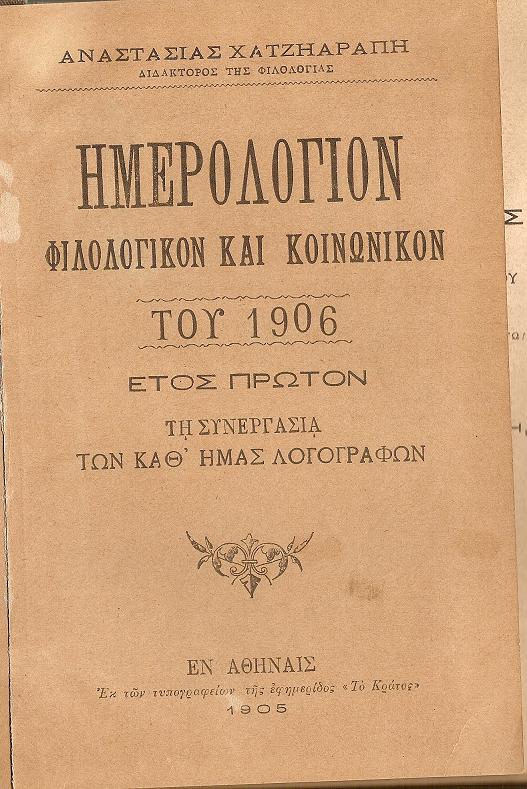 ΑΝΑΣΤΑΣΙΑΣ ΧΑΤΖΗΑΡΑΠΗ
ΔΙΔΑΚΤΟΡΟΣ ΤΗΣ ΦΙΛΟΛΟΓΙΑΣ
ΗΜΕΡΟΛΟΓΙΟΝ
ΦΙΛΟΛΟΓΙΚΟΝ ΚΑΙ ΚΟΙΝΩΝΙΚΟΝ
ΤΟΥ 1906
ΕΤΟΣ ΠΡΩΤΟΝ
ΤΗ ΣΥΝΕΡΓΑΣΙᾼ
ΤΩΝ ΚΑΘ' ΗΜΑΣ ΛΟΓΟΓΡΑΦΩΝ
ΕΝ ΑΘΗΝΑΙΣ
Ἐκ τῶν τυπογραφείων τῆς ἐφημερίδος «Τὸ Κράτος»
1905